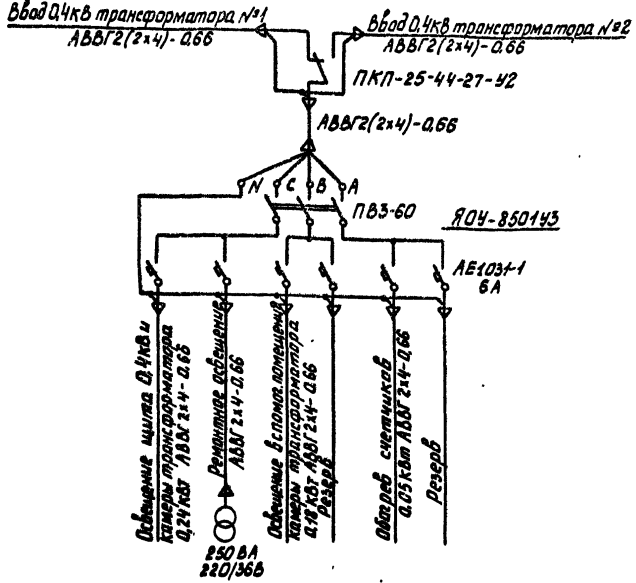 Ввод 0,4кв трансформатора №1
АВВГ2(2х4)-0,66
Ввод 0,4кв трансформатора №2
АВВГ2(2х4)-0,66
ПКП-25-44-27-У2
АВВГ2(2х4)-0,66
N C B A
ПВ3-60
ЯОУ-8501У3
АЕ1031-1
6А
Освещение щита 0,4кв и
камеры трансформатора
0,24квт АВВГ 2х4-0,66
Ремонтное освещение
АВВГ 2х4-0,66
Освещение вспомог.помещений
камеры трансформатора
0,18 квт АВВГ 2х4-0,66
Резерв
Обогрев счетчиков
0,05 квт АВВГ 2х4-0,66
Резерв
250 ВА
220/36В